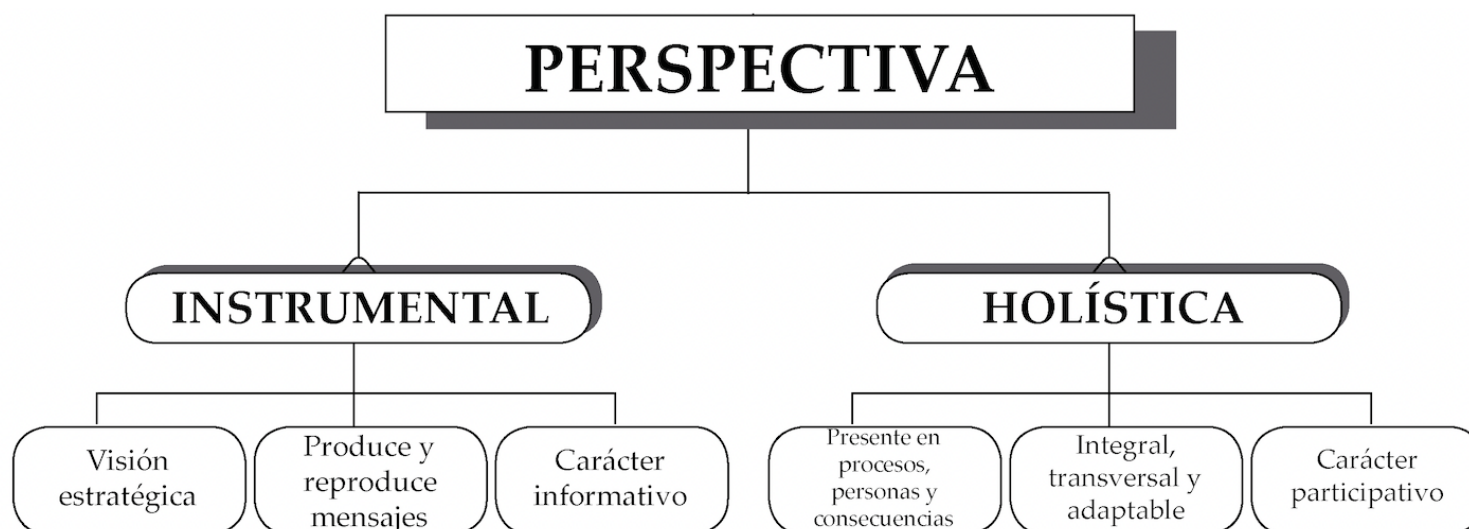 PERSPECTIVA
INSTRUMENTAL
HOLÍSTICA
Visión
estratégica
Produce y
reproduce
mensajes
Carácter
informativo
Presente en
procesos,
personas y
consecuencias
Integral,
transversal y
adaptable
Carácter
participativo